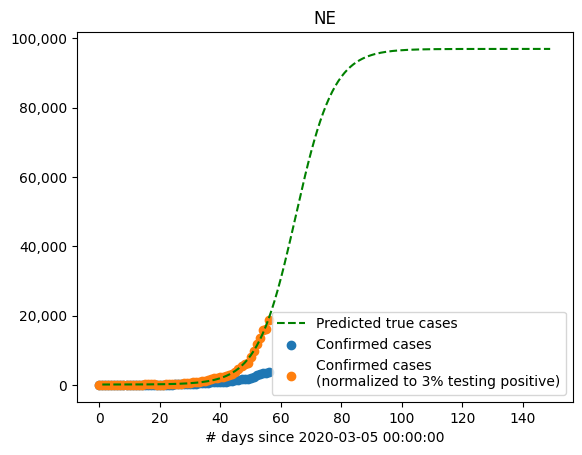 NE
100,000
80,000
60,000
40,000
20,000
0
Predicted true cases
Confirmed cases
Confirmed cases
(normalized to 3% testing positive)
0 20 40 60 80 100 120 140
# days since 2020-03-05 00:00:00